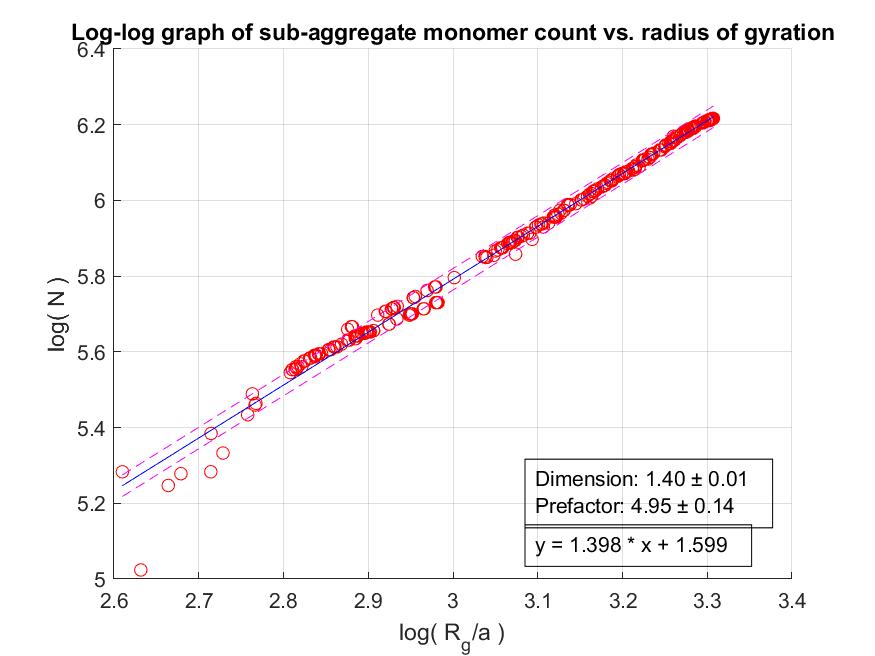 Log-log graph of sub-aggregate monomer count vs. radius of gyration
6.4
6.2
6
5.8
5.6
5.4
5.2
5
log( N )
Dimension: 1.40 ± 0.01
Prefactor: 4.95 ± 0.14
y = 1.398 * x + 1.599
2.6 2.7 2.8 2.9 3 3.1 3.2 3.3 3.4
log( Rg/a )